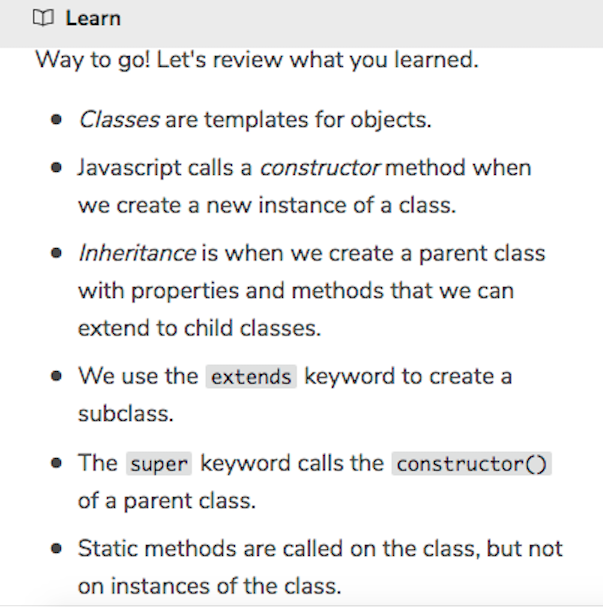 Learn
Way to go! Let's review what you learned.
Classes are templates for objects.
Javascript calls a constructor method when
we create a new instance of a class.
Inheritance is when we create a parent class
with properties and methods that we can
extend to child classes.
We use the extends keyword to create a
subclass.
The super keyword calls the constructor()
of a parent class.
Static methods are called on the class, but not
on instances of the class.